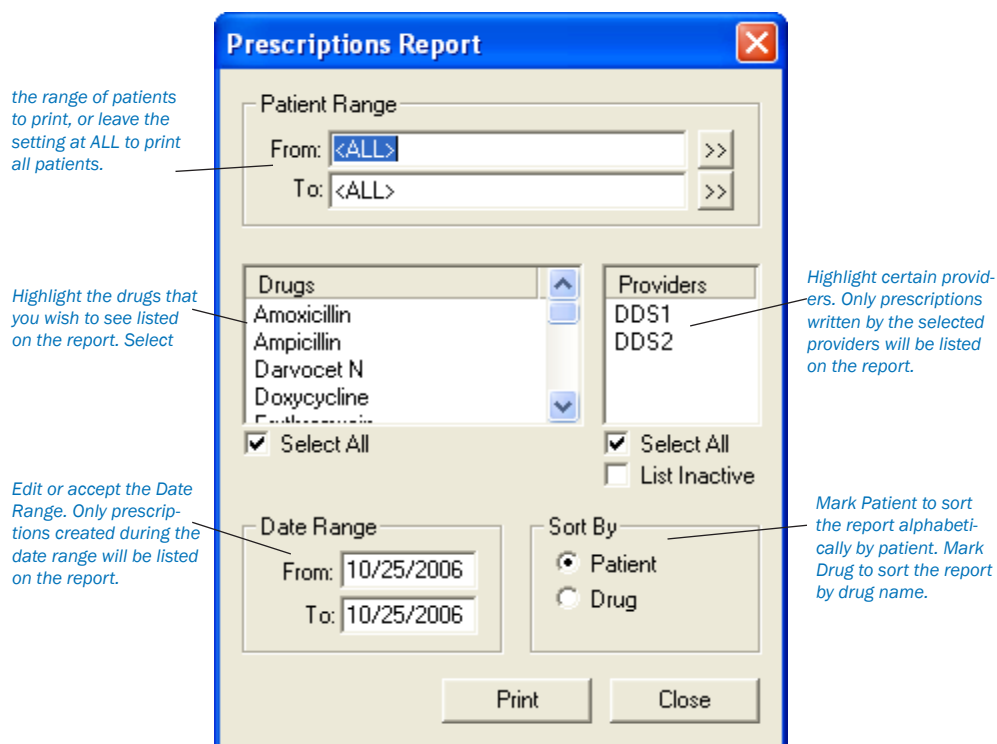 Prescriptions Report
the range of patients
to print, or leave the
setting at ALL to print
all patients.
Patient Range
From: <ALL> >>
To: <ALL> >>
Highlight the drugs that
you wish to see listed
on the report. Select
Drugs
Amoxicillin
Ampicillin
Darvocet N
Doxycycline
Select All
Providers
DDS1
DDS2
Select All
List Inactive
Highlight certain provid-
ers. Only prescriptions
written by the selected
providers will be listed
on the report.
Edit or accept the Date
Range. Only prescrip-
tions created during the
date range will be listed
on the report.
Date Range
From: 10/25/2006
To: 10/25/2006
Sort By
Patient
Drug
Mark Patient to sort
the report alphabeti-
cally by patient. Mark
Drug to sort the report
by drug name.
Print
Close